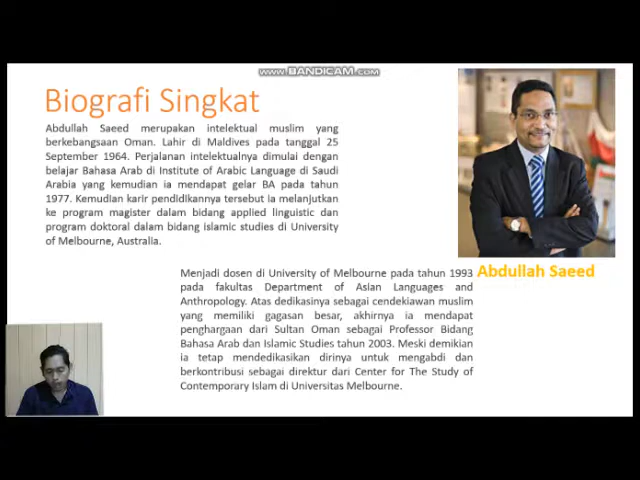 www.BANDICAM.com
Biografi Singkat
Abdullah Saeed merupakan intelektual muslim yang
berkebangsaan Oman. Lahir di Maldives pada tanggal 25
September 1964. Perjalanan intelektualnya dimulai dengan
belajar Bahasa Arab di Institute of Arabic Language di Saudi
Arabia yang kemudian ia mendapat gelar BA pada tahun
1977. Kemudian karir pendidikannya tersebut ia melanjutkan
ke program magister dalam bidang applied linguistic dan
program doktoral dalam bidang islamic studies di University
of Melbourne, Australia.
Menjadi dosen di University of Melbourne pada tahun 1993
pada fakultas Department of Asian Languages and
Anthropology. Atas dedikasinya sebagai cendekiawan muslim
yang memiliki gagasan besar, akhirnya ia mendapat
penghargaan dari Sultan Oman sebagai Professor Bidang
Bahasa Arab dan Islamic Studies tahun 2003. Meski demikian
ia tetap mendedikasikan dirinya untuk mengabdi dan
berkontribusi sebagai direktur dari Center for The Study of
Contemporary Islam di Universitas Melbourne.
Abdullah Saeed